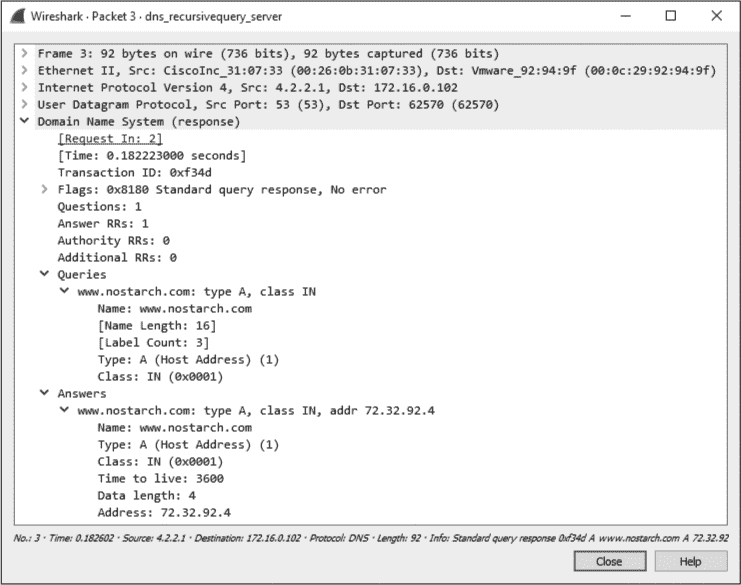 Wireshark · Packet 3 · dns_recursivequery_server
Frame 3: 92 bytes on wire (736 bits), 92 bytes captured (736 bits)
Ethernet II, Src: CiscoInc_31:07:33 (00:26:0b:31:07:33), Dst: Vmware_92:94:9f (00:0c:29:92:94:9f)
Internet Protocol Version 4, Src: 4.2.2.1, Dst: 172.16.0.102
User Datagram Protocol, Src Port: 53 (53), Dst Port: 62570 (62570)
Domain Name System (response)
[Request In: 2]
[Time: 0.182223000 seconds]
Transaction ID: 0xf34d
Flags: 0x8180 Standard query response, No error
Questions: 1
Answer RRs: 1
Authority RRs: 0
Additional RRs: 0
Queries
www.nostarch.com: type A, class IN
Name: www.nostarch.com
[Name Length: 16]
[Label Count: 3]
Type: A (Host Address) (1)
Class: IN (0x0001)
Answers
www.nostarch.com: type A, class IN, addr 72.32.92.4
Name: www.nostarch.com
Type: A (Host Address) (1)
Class: IN (0x0001)
Time to live: 3600
Data length: 4
Address: 72.32.92.4
No.: 3 · Time: 0.182602 · Source: 4.2.2.1 · Destination: 172.16.0.102 · Protocol: DNS · Length: 92 · Info: Standard query response 0xf34d A www.nostarch.com A 72.32.92
Close Help